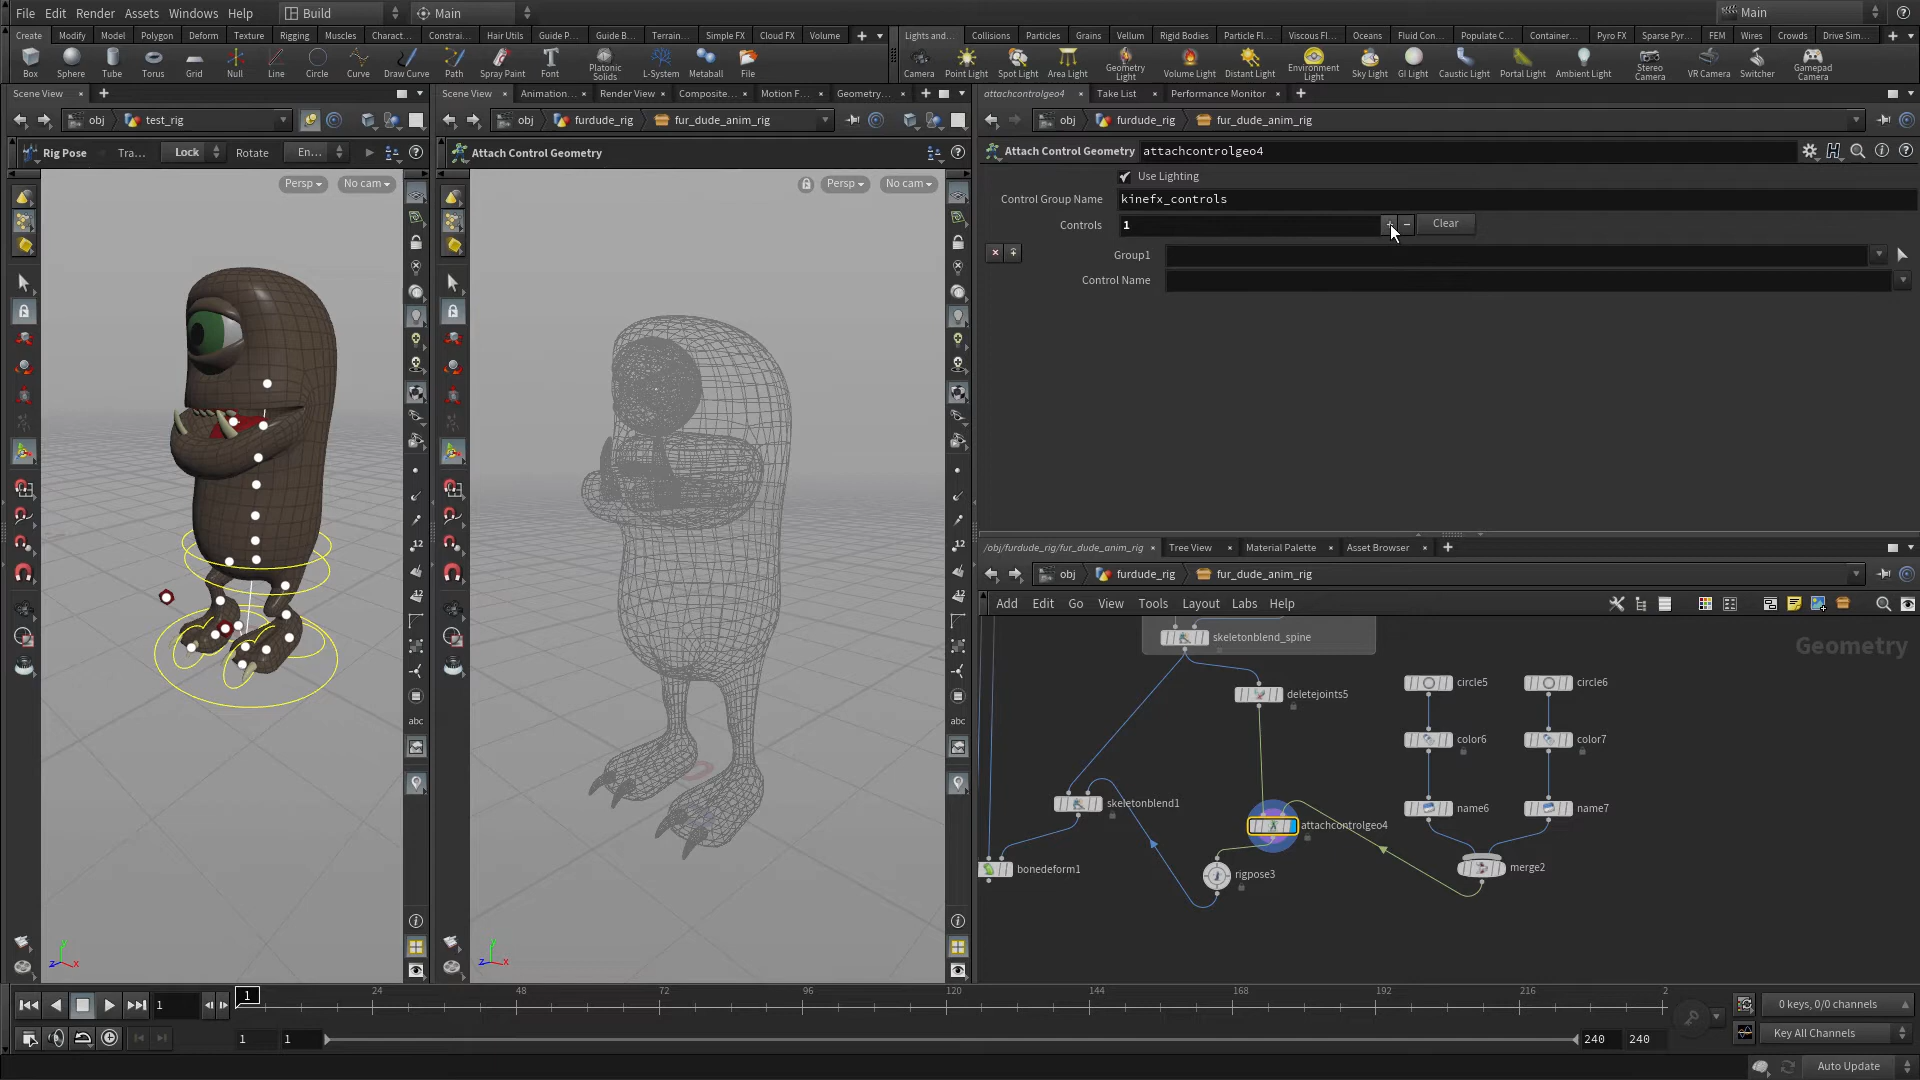 File Edit Render Assets Windows Help Build Main Main
Create Modify Model Polygon Deform Texture Rigging Muscles Charact... Constrai... Hair Utils Guide P... Guide B... Terrain... Simple FX Cloud FX Volume
Lights and... Collisions Particles Grains Vellum Rigid Bodies Particle Fl... Viscous Fl... Oceans Fluid Con... Populate C... Container... Pyro FX Sparse Pyr... FEM Wires Crowds Drive Sim...
Box Sphere Tube Torus Grid Null Line Circle Curve Draw Curve Path Spray Paint Font Platonic Solids L-System Metaball File
Camera Point Light Spot Light Area Light Geometry Light Volume Light Distant Light Environment Light Sky Light GI Light Caustic Light Portal Light Ambient Light Stereo Camera VR Camera Switcher Gamepad Camera
Scene View
Scene View Animation... Render View Composite... Motion F... Geometry...
attachcontrolgeo4 Take List Performance Monitor
obj test_rig
obj furdude_rig fur_dude_anim_rig
obj furdude_rig fur_dude_anim_rig
Rig Pose Tra... Lock Rotate En...
Attach Control Geometry
Attach Control Geometry attachcontrolgeo4
Persp No cam
Persp No cam
Use Lighting
Control Group Name kinefx_controls
Controls 1 Clear
Group1
Control Name
/obj/furdude_rig/fur_dude_anim_rig Tree View Material Palette Asset Browser
obj furdude_rig fur_dude_anim_rig
Add Edit Go View Tools Layout Labs Help
Geometry
skeletonblend_spine
deletejoints5
circle5 circle6
color6 color7
skeletonblend1
name6 name7
attachcontrolgeo4
bonedeform1
rigpose3
merge2
12
12
abc
12
12
abc
y
z x
y
z x
1 1 24 48 72 96 120 144 168 192 216 2
0 keys, 0/0 channels
1 1 240 240
Key All Channels
Auto Update